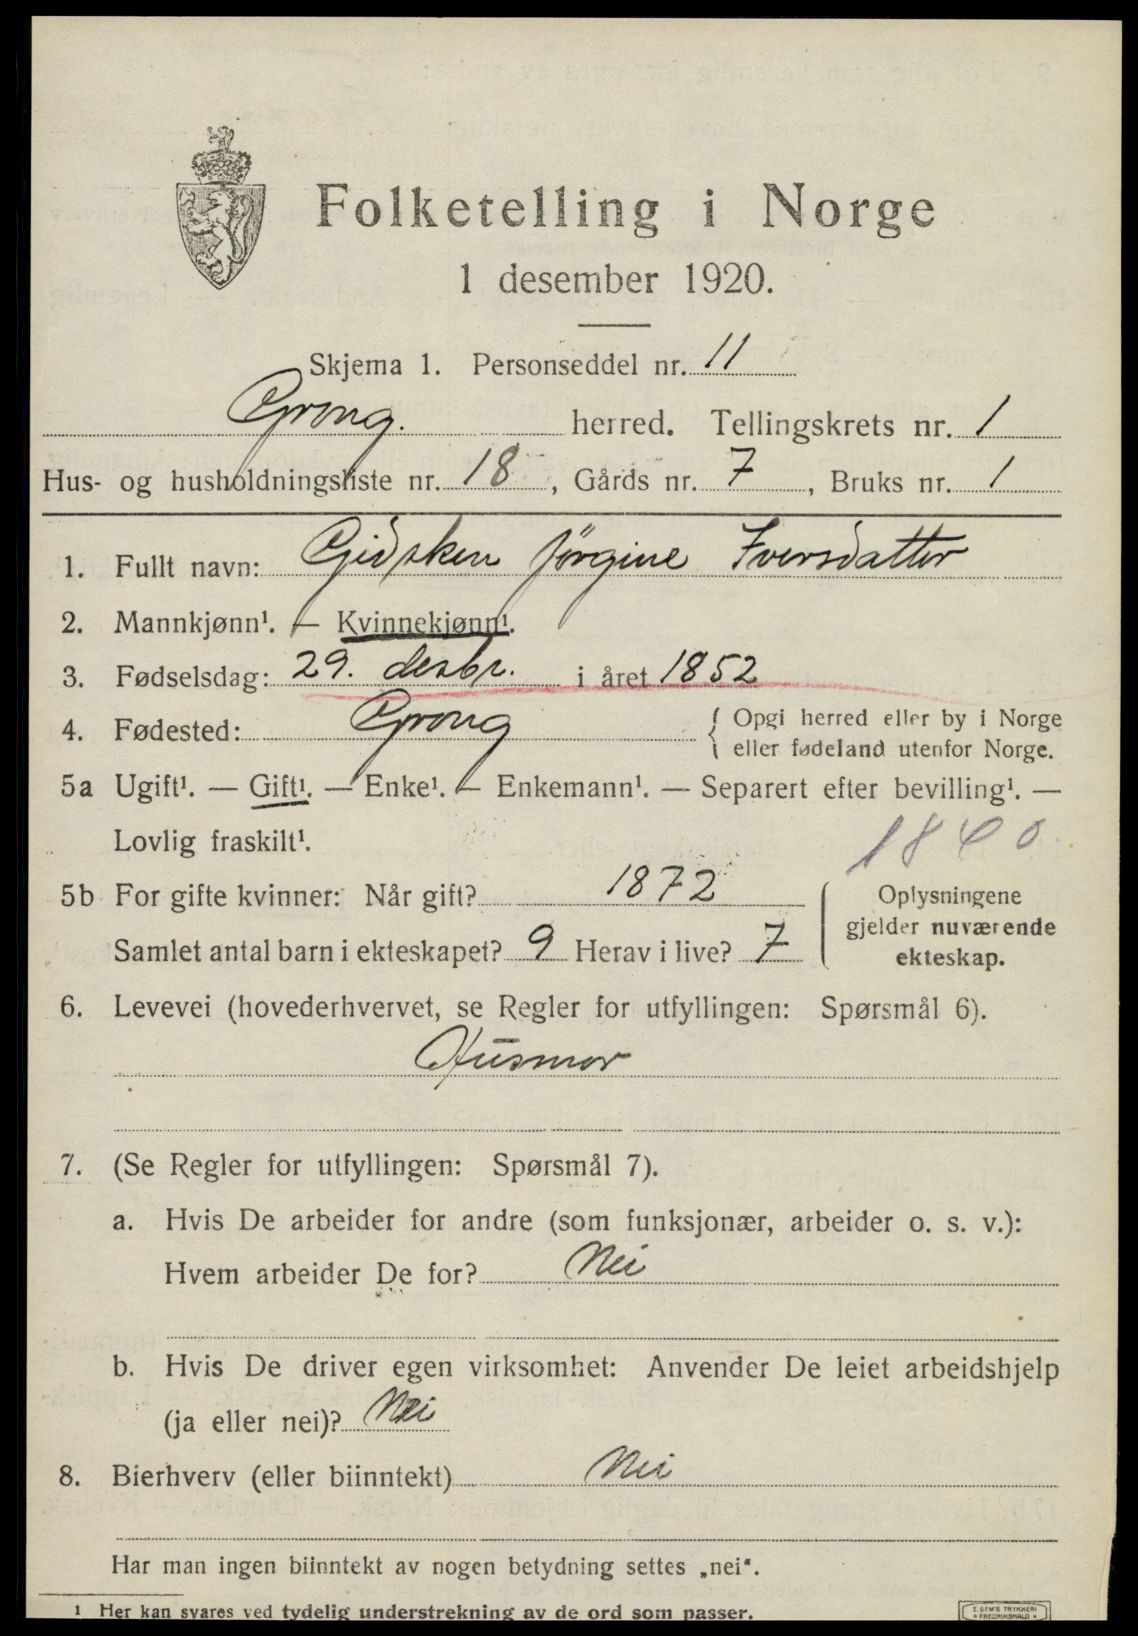 Folketelling i Norge
1 desember 1920.
Skjema 1. Personseddel nr. 11
Grong. herred. Tellingskrets nr. 1
Hus- og husholdningsliste nr. 18, Gårds nr. 7, Bruks nr. 1
1. Fullt navn: Gidsken Jørgine Iversdatter
2. Mannkjønn¹. — Kvinnekjønn¹.
3. Fødselsdag: 29. desbr. i året 1852
4. Fødested: Grong { Opgi herred eller by i Norge
eller fødeland utenfor Norge.
5a Ugift¹. — Gift¹. — Enke¹. — Enkemann¹. — Separert efter bevilling¹. —
Lovlig fraskilt¹.
1840
5b For gifte kvinner: Når gift? 1872
Samlet antal barn i ekteskapet? 9 Herav i live? 7
Oplysningene
gjelder nuværende
ekteskap.
6. Levevei (hovederhvervet, se Regler for utfyllingen: Spørsmål 6).
Husmor
7. (Se Regler for utfyllingen: Spørsmål 7).
a. Hvis De arbeider for andre (som funksjonær, arbeider o. s. v.):
Hvem arbeider De for? Nei
b. Hvis De driver egen virksomhet: Anvender De leiet arbeidshjelp
(ja eller nei)? Nei
8. Bierhverv (eller biinntekt) Nei
Har man ingen biinntekt av nogen betydning settes „nei“.
1 Her kan svares ved tydelig understrekning av de ord som passer.
E. SEM'S TRYKKERI
FREDRIKSHALD